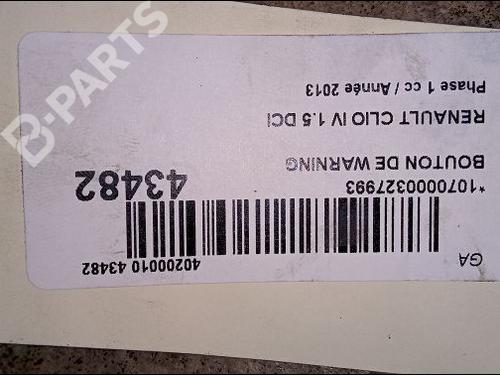 GA
40200010 43482
*1070000327993
43482
BOUTON DE WARNING
RENAULT CLIO IV 1.5 DCI
Phase 1 cc / Année 2013
B-PARTS